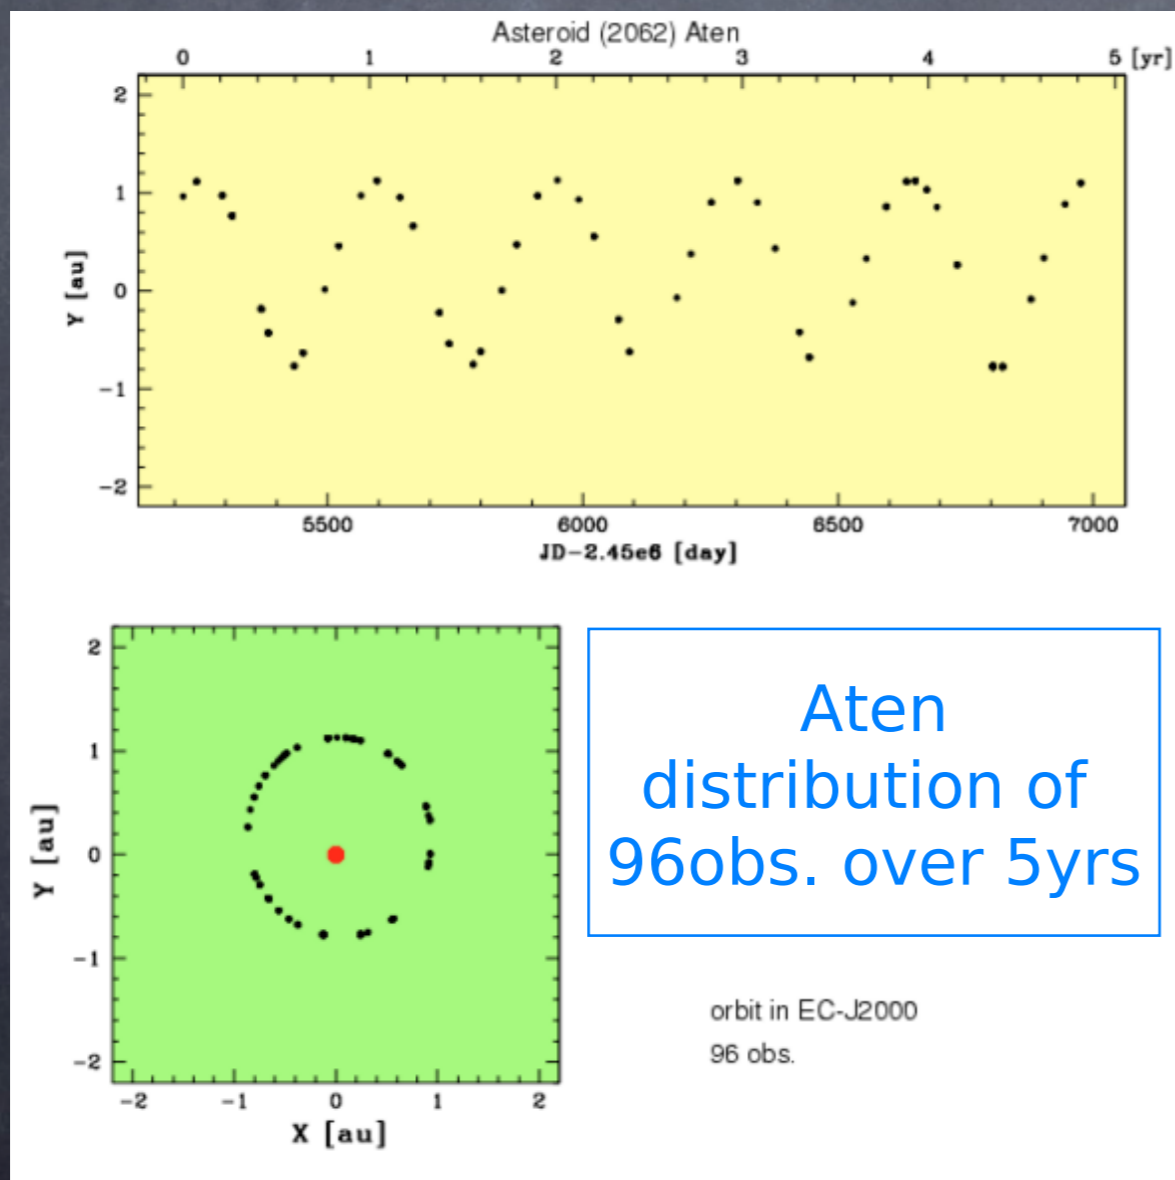 Asteroid (2062) Aten
0 1 2 3 4 5 [yr]
2
1
0
−1
−2
Y [au]
5500 6000 6500 7000
JD−2.45e6 [day]
2
1
0
−1
−2
Y [au]
−2 −1 0 1 2
X [au]
Aten
distribution of
96obs. over 5yrs
orbit in EC-J2000
96 obs.